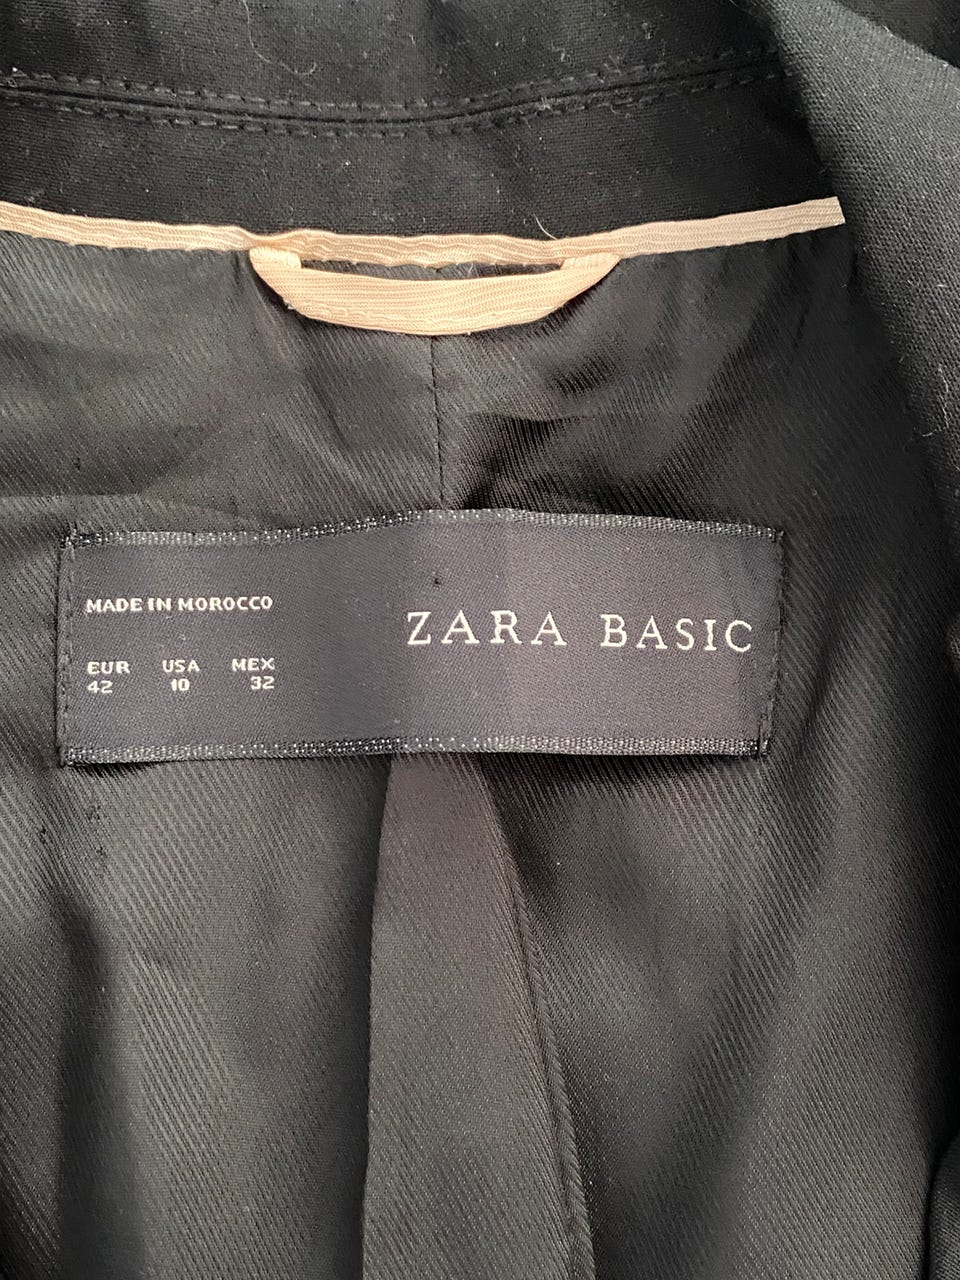 MADE IN MOROCCO
ZARA BASIC
EUR USA MEX
42 10 32